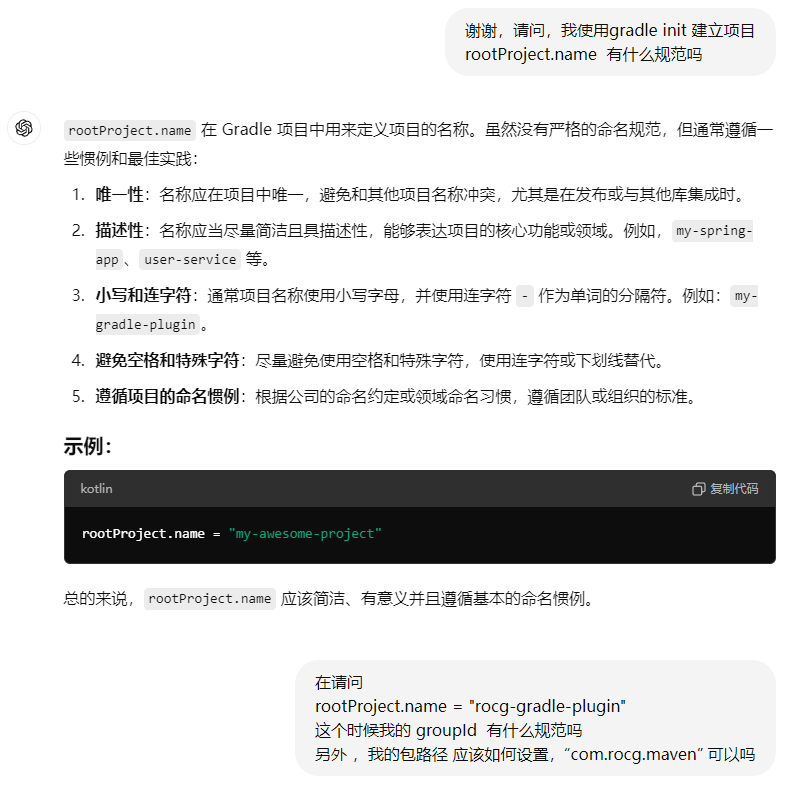 谢谢，请问，我使用gradle init 建立项目
rootProject.name 有什么规范吗
rootProject.name 在 Gradle 项目中用来定义项目的名称。虽然没有严格的命名规范，但通常遵循一
些惯例和最佳实践：
1. 唯一性：名称应在项目中唯一，避免和其他项目名称冲突，尤其是在发布或与其他库集成时。
2. 描述性：名称应当尽量简洁且具描述性，能够表达项目的核心功能或领域。例如，my-spring-
app、user-service 等。
3. 小写和连字符：通常项目名称使用小写字母，并使用连字符 - 作为单词的分隔符。例如：my-
gradle-plugin。
4. 避免空格和特殊字符：尽量避免使用空格和特殊字符，使用连字符或下划线替代。
5. 遵循项目的命名惯例：根据公司的命名约定或领域命名习惯，遵循团队或组织的标准。
示例：
kotlin 复制代码
rootProject.name = "my-awesome-project"
总的来说，rootProject.name 应该简洁、有意义并且遵循基本的命名惯例。
在请问
rootProject.name = "rocg-gradle-plugin"
这个时候我的 groupId 有什么规范吗
另外 ，我的包路径 应该如何设置，“com.rocg.maven” 可以吗